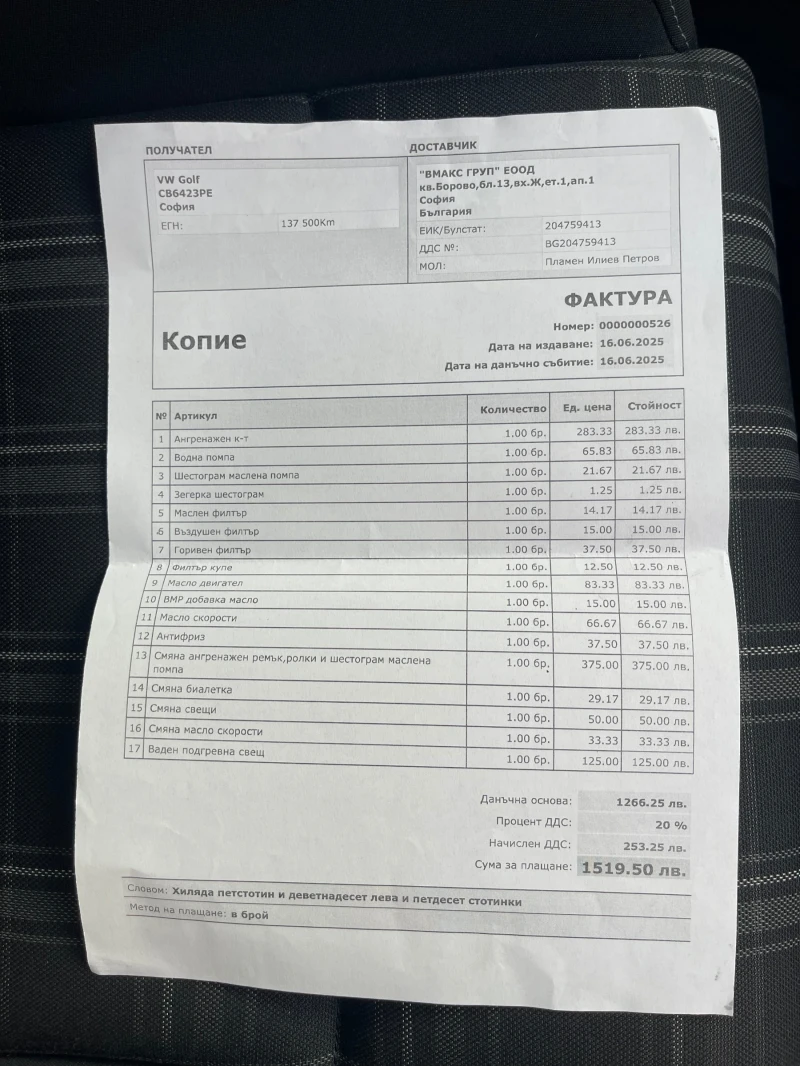 ПОЛУЧАТЕЛ
VW Golf
СВ6423РЕ
София
ЕГН: 137 500Km
ДОСТАВЧИК
"ВМАКС ГРУП" ЕООД
кв.Борово,бл.13,вх.Ж,ет.1,ап.1
София
България
ЕИК/Булстат: 204759413
ДДС №: BG204759413
МОЛ: Пламен Илиев Петров
Копие
ФАКТУРА
Номер: 0000000526
Дата на издаване: 16.06.2025
Дата на данъчно събитие: 16.06.2025
№ Артикул Количество Ед. цена Стойност
1 Ангренажен к-т 1.00 бр. 283.33 283.33 лв.
2 Водна помпа 1.00 бр. 65.83 65.83 лв.
3 Шестограм маслена помпа 1.00 бр. 21.67 21.67 лв.
4 Зегерка шестограм 1.00 бр. 1.25 1.25 лв.
5 Маслен филтър 1.00 бр. 14.17 14.17 лв.
6 Въздушен филтър 1.00 бр. 15.00 15.00 лв.
7 Горивен филтър 1.00 бр. 37.50 37.50 лв.
8 Филтър купе 1.00 бр. 12.50 12.50 лв.
9 Масло двигател 1.00 бр. 83.33 83.33 лв.
10 ВМР добавка масло 1.00 бр. 15.00 15.00 лв.
11 Масло скорости 1.00 бр. 66.67 66.67 лв.
12 Антифриз 1.00 бр. 37.50 37.50 лв.
13 Смяна ангренажен ремък,ролки и шестограм маслена 1.00 бр. 375.00 375.00 лв.
помпа
14 Смяна биалетка 1.00 бр. 29.17 29.17 лв.
15 Смяна свещи 1.00 бр. 50.00 50.00 лв.
16 Смяна масло скорости 1.00 бр. 33.33 33.33 лв.
17 Ваден подгревна свещ 1.00 бр. 125.00 125.00 лв.
Данъчна основа: 1266.25 лв.
Процент ДДС: 20 %
Начислен ДДС: 253.25 лв.
Сума за плащане: 1519.50 лв.
Словом: Хиляда петстотин и деветнадесет лева и петдесет стотинки
Метод на плащане: в брой